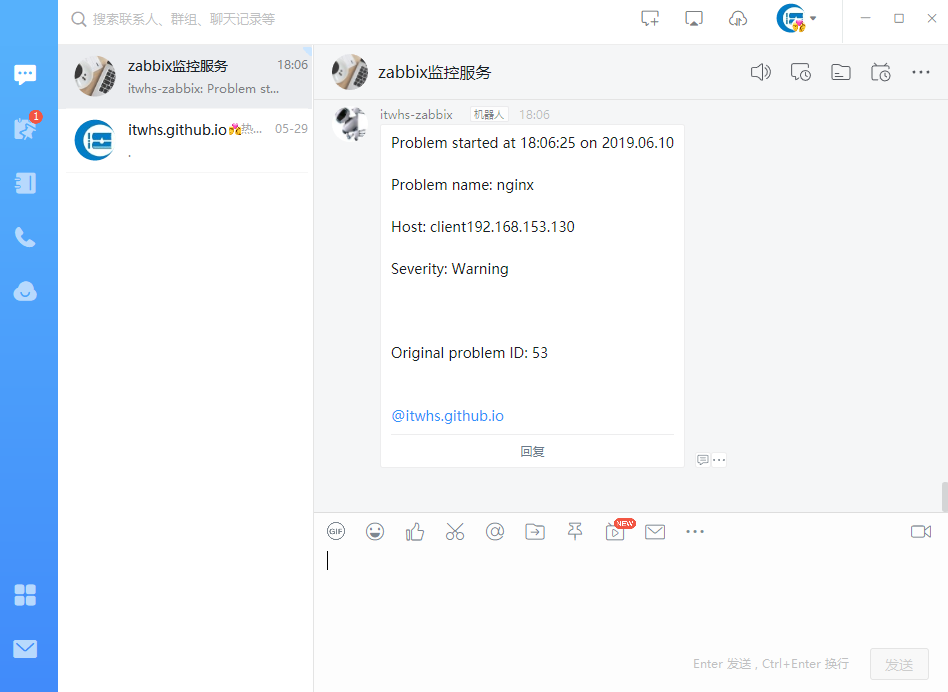 搜索联系人、群组、聊天记录等
zabbix监控服务 18:06
itwhs-zabbix: Problem st...
1
itwhs.github.io💏热... 05-29
.
zabbix监控服务
itwhs-zabbix 机器人 18:06
Problem started at 18:06:25 on 2019.06.10
Problem name: nginx
Host: client192.168.153.130
Severity: Warning
Original problem ID: 53
@itwhs.github.io
回复
GIF
NEW
Enter 发送 , Ctrl+Enter 换行
发送